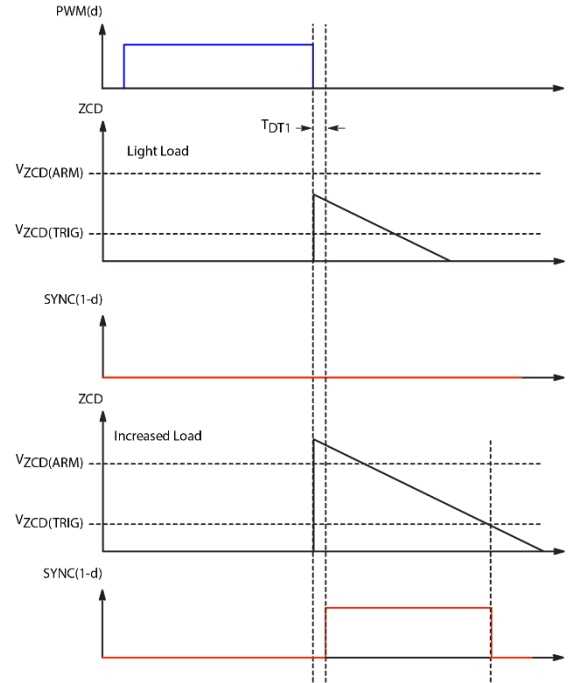 PWM(d)
ZCD
TDT1
Light Load
VZCD(ARM)
VZCD(TRIG)
SYNC(1-d)
ZCD
Increased Load
VZCD(ARM)
VZCD(TRIG)
SYNC(1-d)